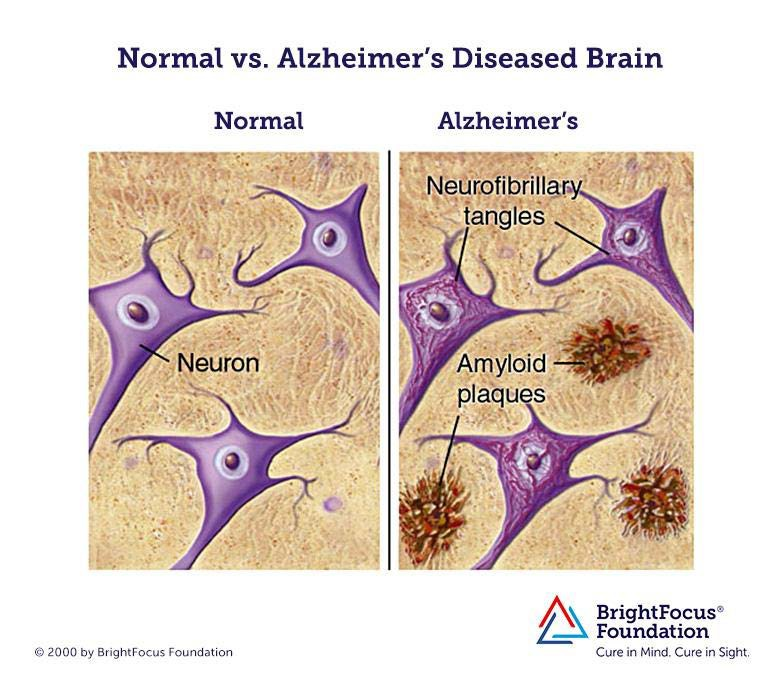 Normal vs. Alzheimer’s Diseased Brain
Normal
Alzheimer’s
Neuron
Neurofibrillary
tangles
Amyloid
plaques
© 2000 by BrightFocus Foundation
BrightFocus®
Foundation
Cure in Mind. Cure in Sight.